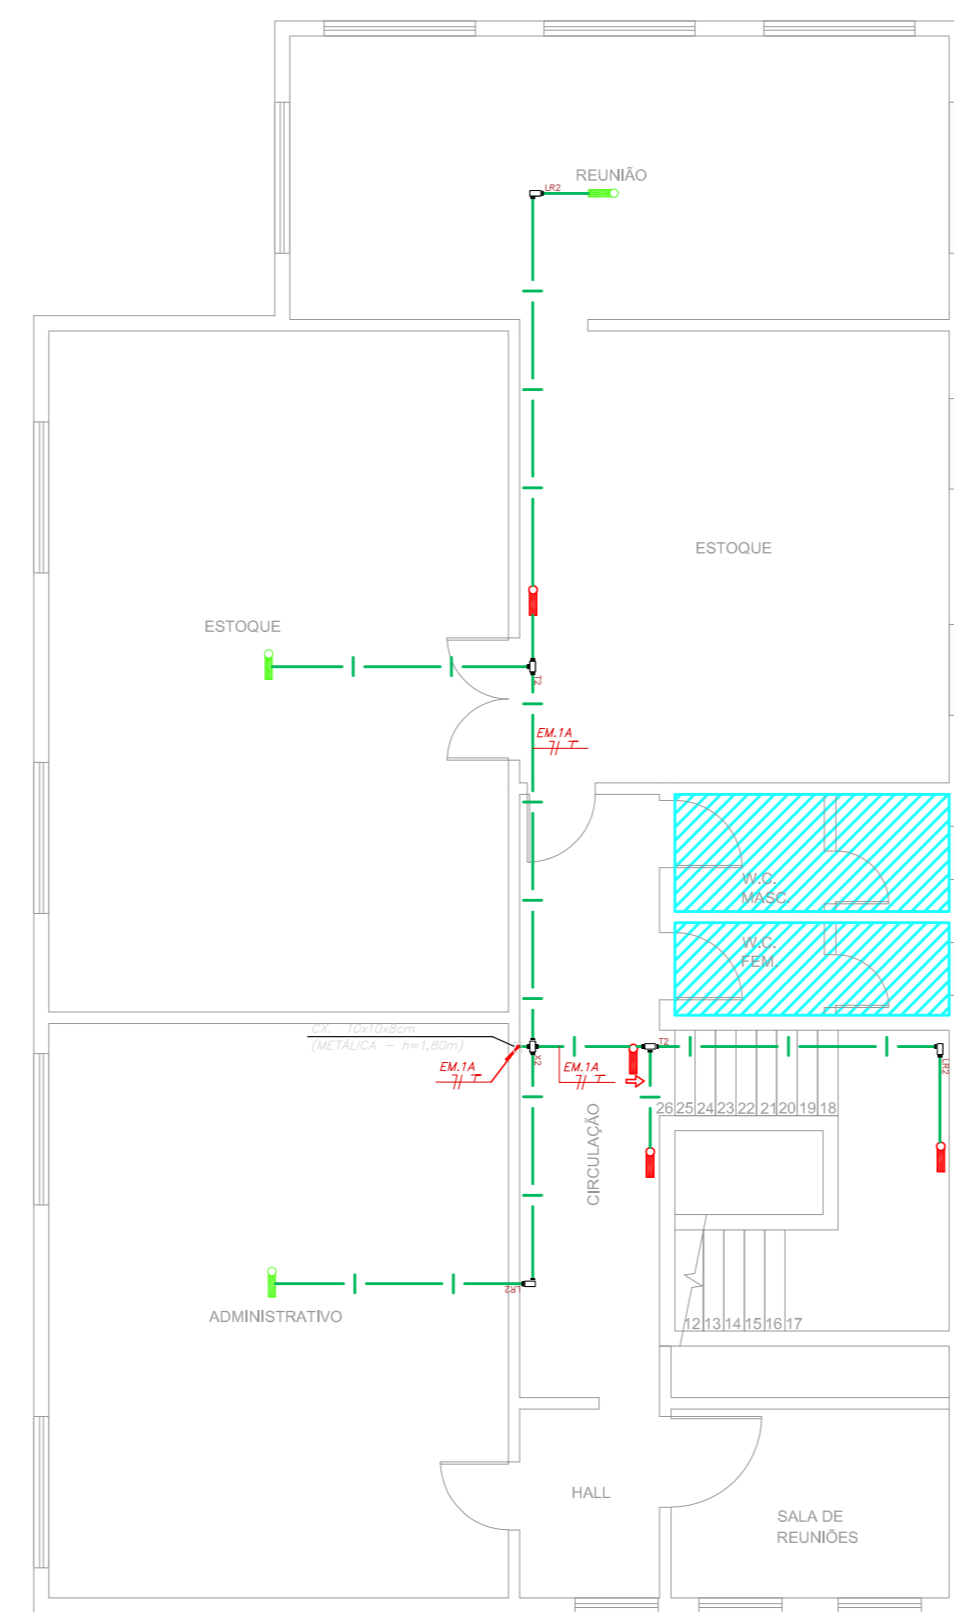 REUNIÃO
LR2
ESTOQUE
ESTOQUE
T2
EM.1A
W.C.
MASC.
W.C.
FEM.
CX. 10x10x8cm
(METÁLICA - h=1,80m)
EM.1A
X2
EM.1A
T2
LR2
26 25 24 23 22 21 20 19 18
CIRCULAÇÃO
LR2
ADMINISTRATIVO
12 13 14 15 16 17
HALL
SALA DE
REUNIÕES